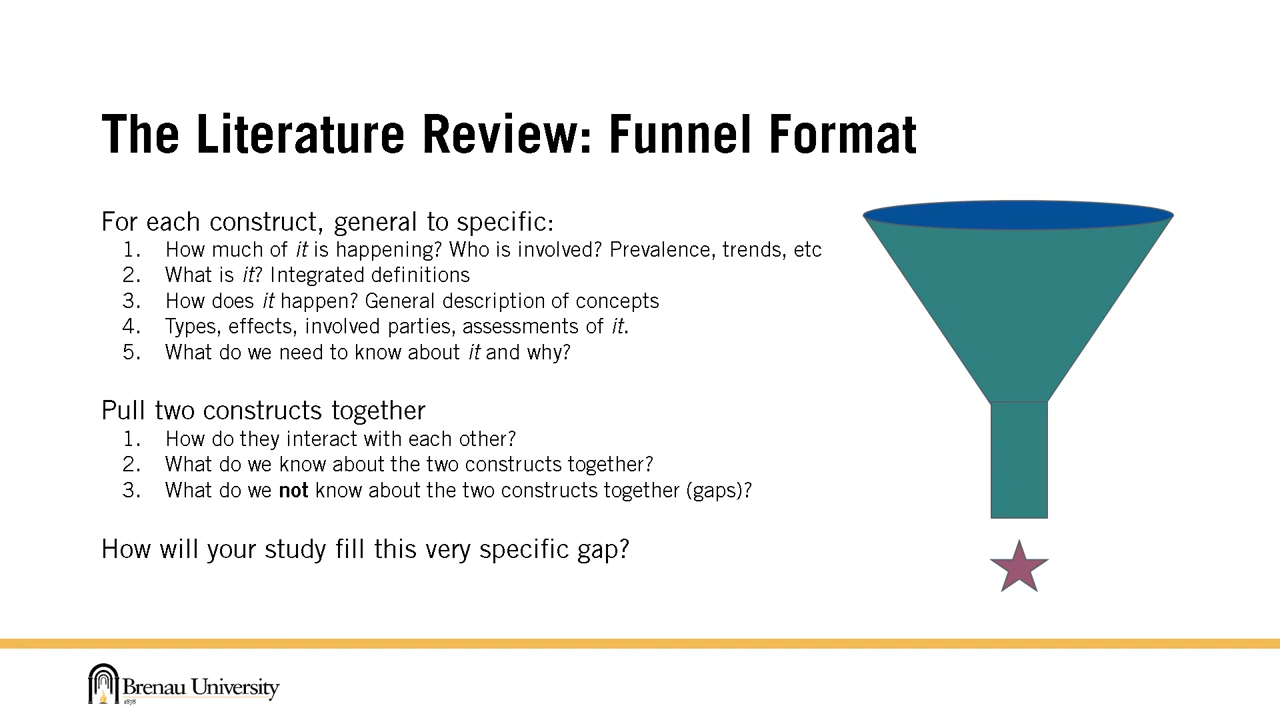 The Literature Review: Funnel Format
For each construct, general to specific:
1. How much of it is happening? Who is involved? Prevalence, trends, etc
2. What is it? Integrated definitions
3. How does it happen? General description of concepts
4. Types, effects, involved parties, assessments of it.
5. What do we need to know about it and why?
Pull two constructs together
1. How do they interact with each other?
2. What do we know about the two constructs together?
3. What do we not know about the two constructs together (gaps)?
How will your study fill this very specific gap?
Brenau University
1878